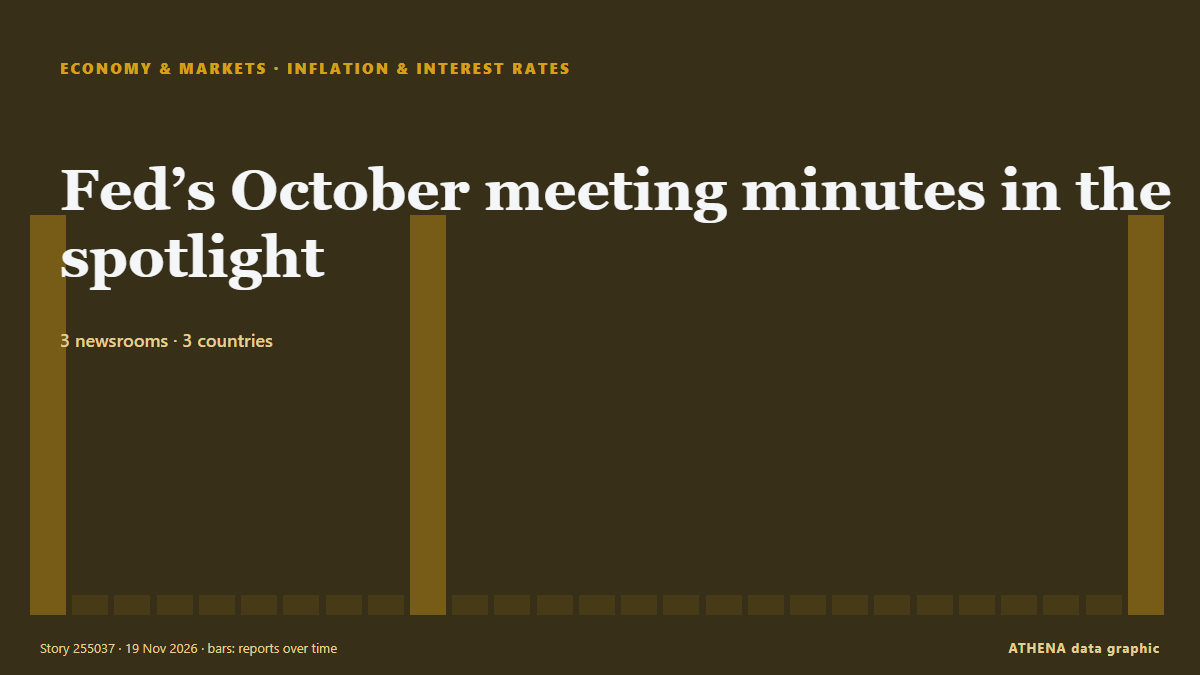 ECONOMY & MARKETS · INFLATION & INTEREST RATES
Fed’s October meeting minutes in the
spotlight
3 newsrooms · 3 countries
Story 255037 · 19 Nov 2026 · bars: reports over time
ATHENA data graphic